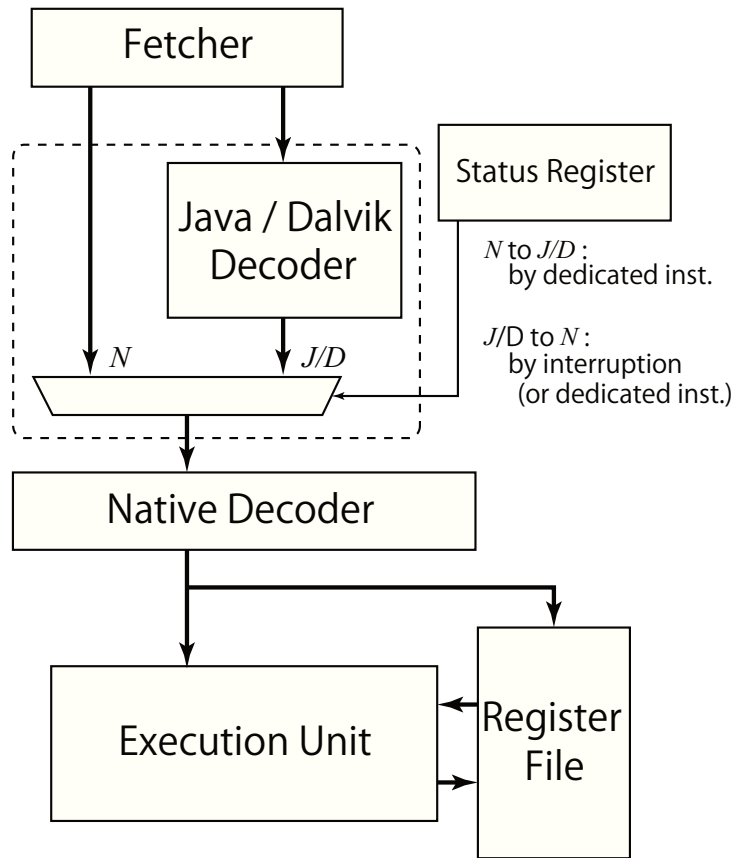 Fetcher
Java / Dalvik
Decoder
Status Register
N to J/D :
by dedicated inst.
J/D to N :
by interruption
(or dedicated inst.)
N
J/D
Native Decoder
Execution Unit
Register
File